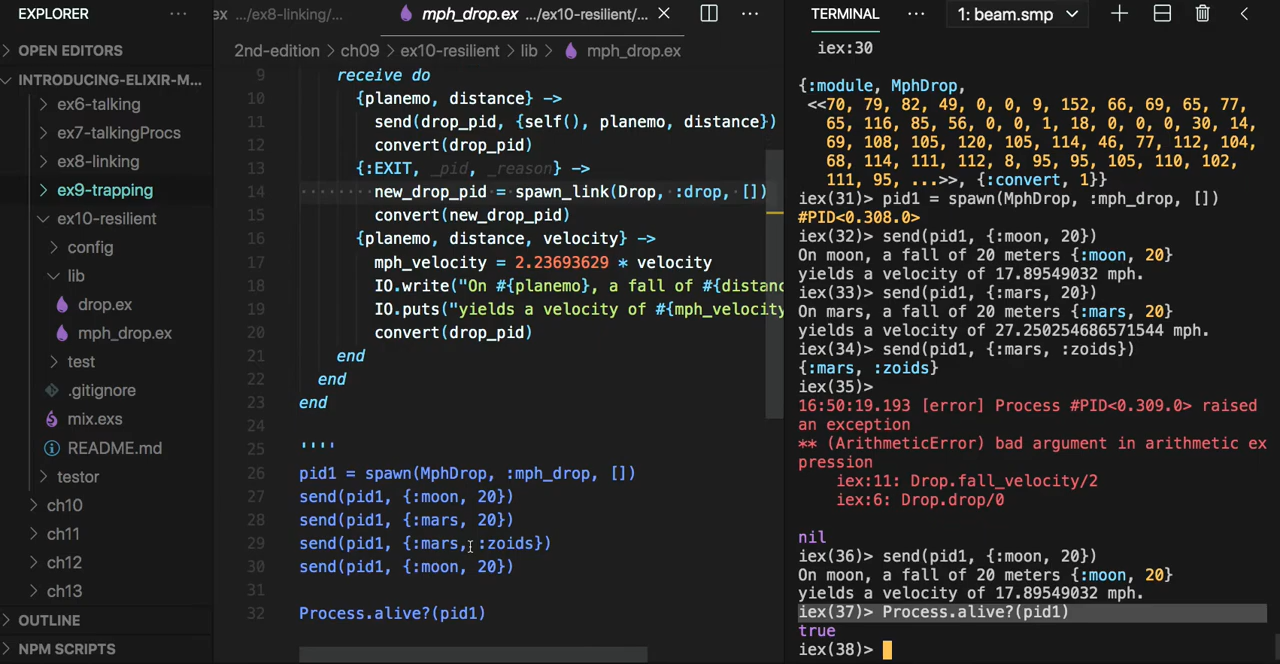 EXPLORER
OPEN EDITORS
INTRODUCING-ELIXIR-M...
ex6-talking
ex7-talkingProcs
ex8-linking
ex9-trapping
ex10-resilient
config
lib
drop.ex
mph_drop.ex
test
.gitignore
mix.exs
README.md
testor
ch10
ch11
ch12
ch13
OUTLINE
NPM SCRIPTS
ex .../ex8-linking/...
mph_drop.ex .../ex10-resilient/...
2nd-edition > ch09 > ex10-resilient > lib > mph_drop.ex
9 receive do
10 {planemo, distance} ->
11 send(drop_pid, {self(), planemo, distance})
12 convert(drop_pid)
13 {:EXIT, _pid, _reason} ->
14 new_drop_pid = spawn_link(Drop, :drop, [])
15 convert(new_drop_pid)
16 {planemo, distance, velocity} ->
17 mph_velocity = 2.23693629 * velocity
18 IO.write("On #{planemo}, a fall of #{distanc
19 IO.puts("yields a velocity of #{mph_velocity
20 convert(drop_pid)
21 end
22 end
23 end
24
25 ''''
26 pid1 = spawn(MphDrop, :mph_drop, [])
27 send(pid1, {:moon, 20})
28 send(pid1, {:mars, 20})
29 send(pid1, {:mars, :zoids})
30 send(pid1, {:moon, 20})
31
32 Process.alive?(pid1)
TERMINAL
1: beam.smp
iex:30
{:module, MphDrop,
<<70, 79, 82, 49, 0, 0, 9, 152, 66, 69, 65, 77,
65, 116, 85, 56, 0, 0, 1, 18, 0, 0, 0, 30, 14,
69, 108, 105, 120, 105, 114, 46, 77, 112, 104,
68, 114, 111, 112, 8, 95, 95, 105, 110, 102,
111, 95, ...>>, {:convert, 1}}
iex(31)> pid1 = spawn(MphDrop, :mph_drop, [])
#PID<0.308.0>
iex(32)> send(pid1, {:moon, 20})
On moon, a fall of 20 meters {:moon, 20}
yields a velocity of 17.89549032 mph.
iex(33)> send(pid1, {:mars, 20})
On mars, a fall of 20 meters {:mars, 20}
yields a velocity of 27.250254686571544 mph.
iex(34)> send(pid1, {:mars, :zoids})
{:mars, :zoids}
iex(35)>
16:50:19.193 [error] Process #PID<0.309.0> raised
an exception
** (ArithmeticError) bad argument in arithmetic ex
pression
iex:11: Drop.fall_velocity/2
iex:6: Drop.drop/0
nil
iex(36)> send(pid1, {:moon, 20})
On moon, a fall of 20 meters {:moon, 20}
yields a velocity of 17.89549032 mph.
iex(37)> Process.alive?(pid1)
true
iex(38)>